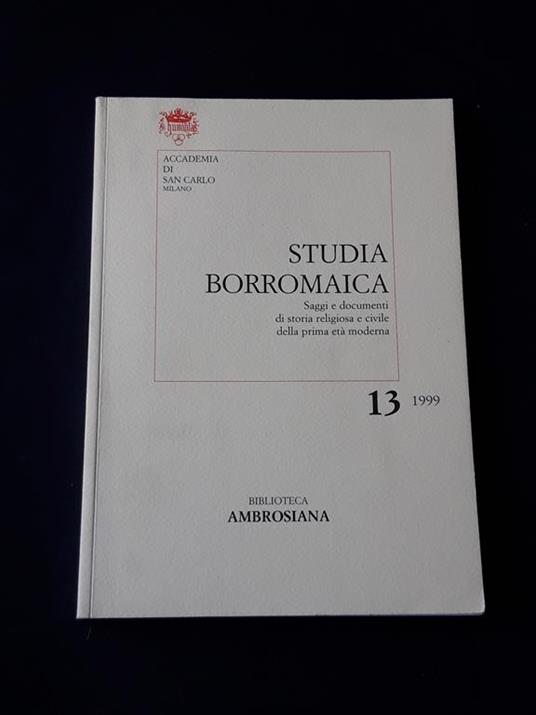 humilitas
ACCADEMIA
DI
SAN CARLO
MILANO
STUDIA
BORROMAICA
Saggi e documenti
di storia religiosa e civile
della prima età moderna
13 1999
BIBLIOTECA
AMBROSIANA